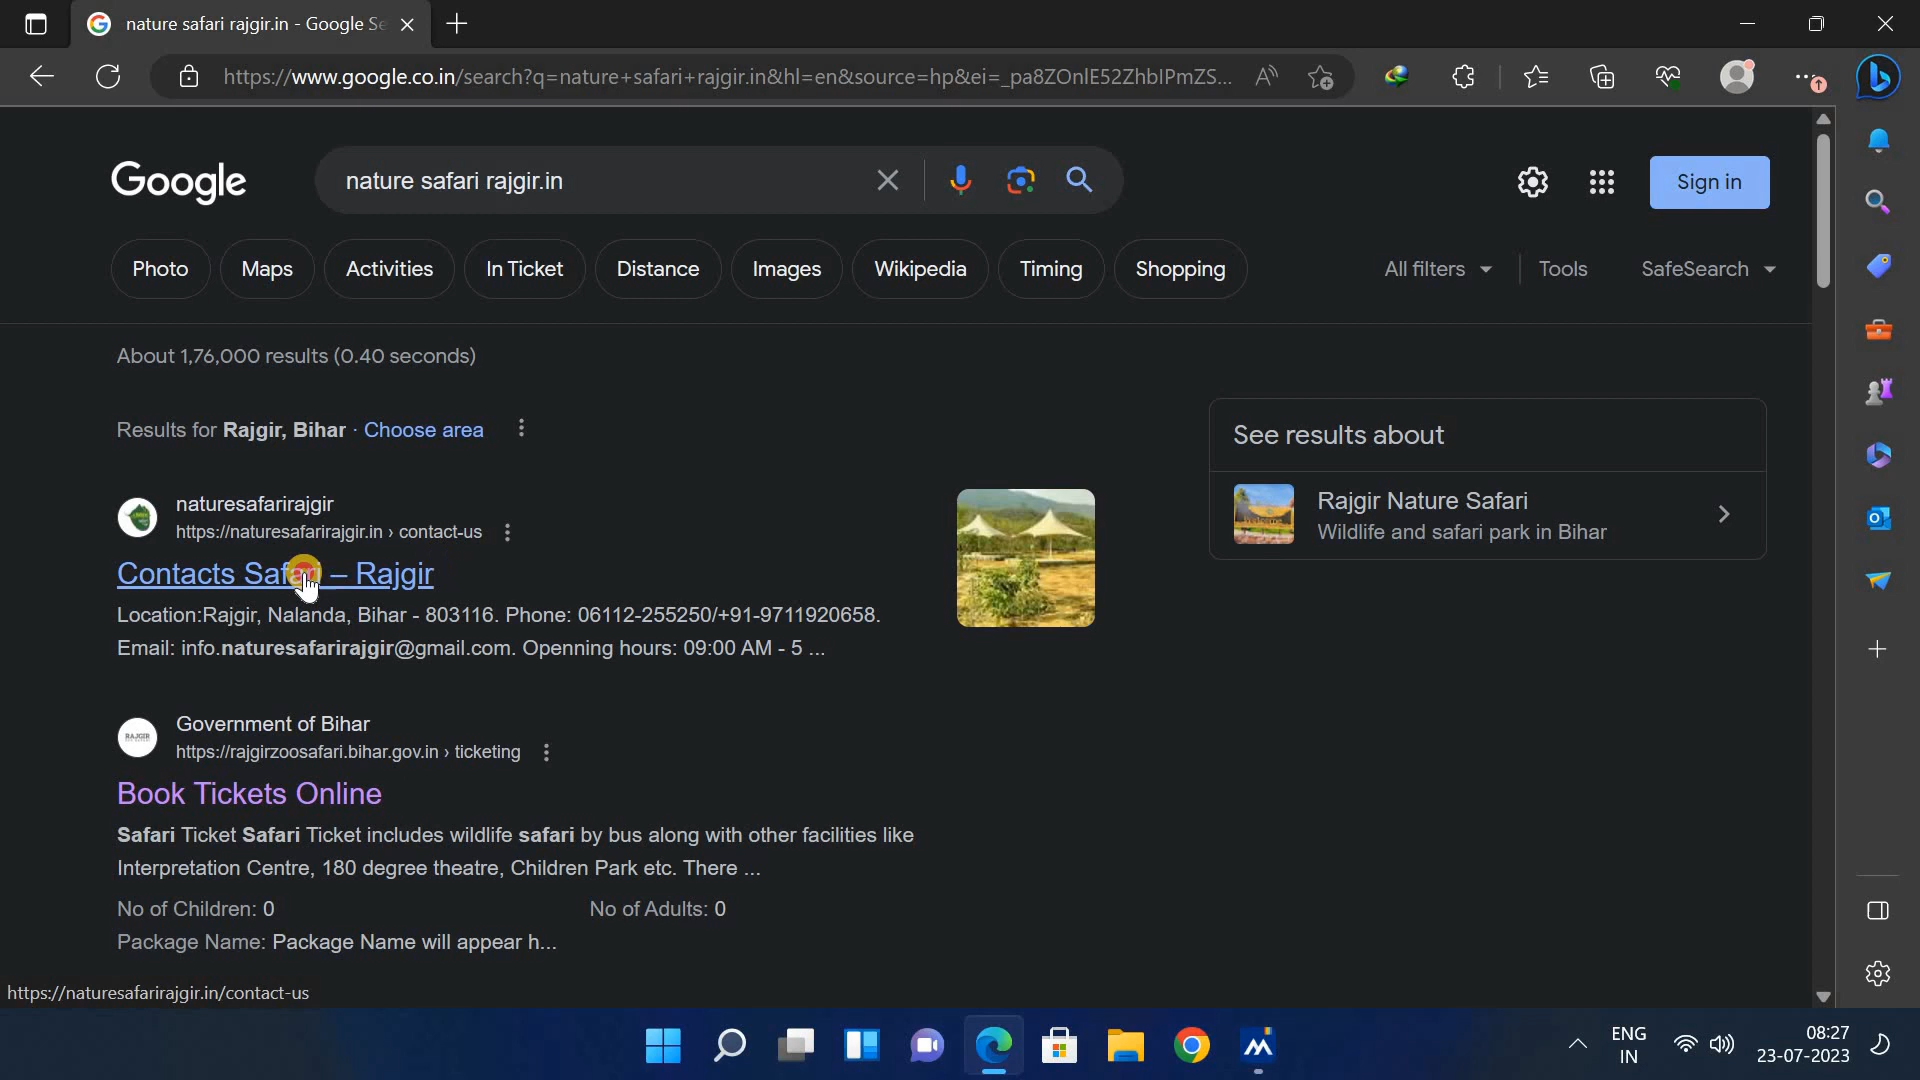 nature safari rajgir.in - Google Se
https://www.google.co.in/search?q=nature+safari+rajgir.in&hl=en&source=hp&ei=_pa8ZOnlE52ZhbIPmZS...
Google
nature safari rajgir.in
Sign in
Photo
Maps
Activities
In Ticket
Distance
Images
Wikipedia
Timing
Shopping
All filters
Tools
SafeSearch
About 1,76,000 results (0.40 seconds)
Results for Rajgir, Bihar · Choose area
See results about
Rajgir Nature Safari
Wildlife and safari park in Bihar
naturesafarirajgir
https://naturesafarirajgir.in › contact-us
Contacts Safari – Rajgir
Location:Rajgir, Nalanda, Bihar - 803116. Phone: 06112-255250/+91-9711920658.
Email: info.naturesafarirajgir@gmail.com. Openning hours: 09:00 AM - 5 ...
RAJGIR
Government of Bihar
https://rajgirzoosafari.bihar.gov.in › ticketing
Book Tickets Online
Safari Ticket Safari Ticket includes wildlife safari by bus along with other facilities like
Interpretation Centre, 180 degree theatre, Children Park etc. There ...
No of Children: 0
No of Adults: 0
Package Name: Package Name will appear h...
https://naturesafarirajgir.in/contact-us
ENG
IN
08:27
23-07-2023